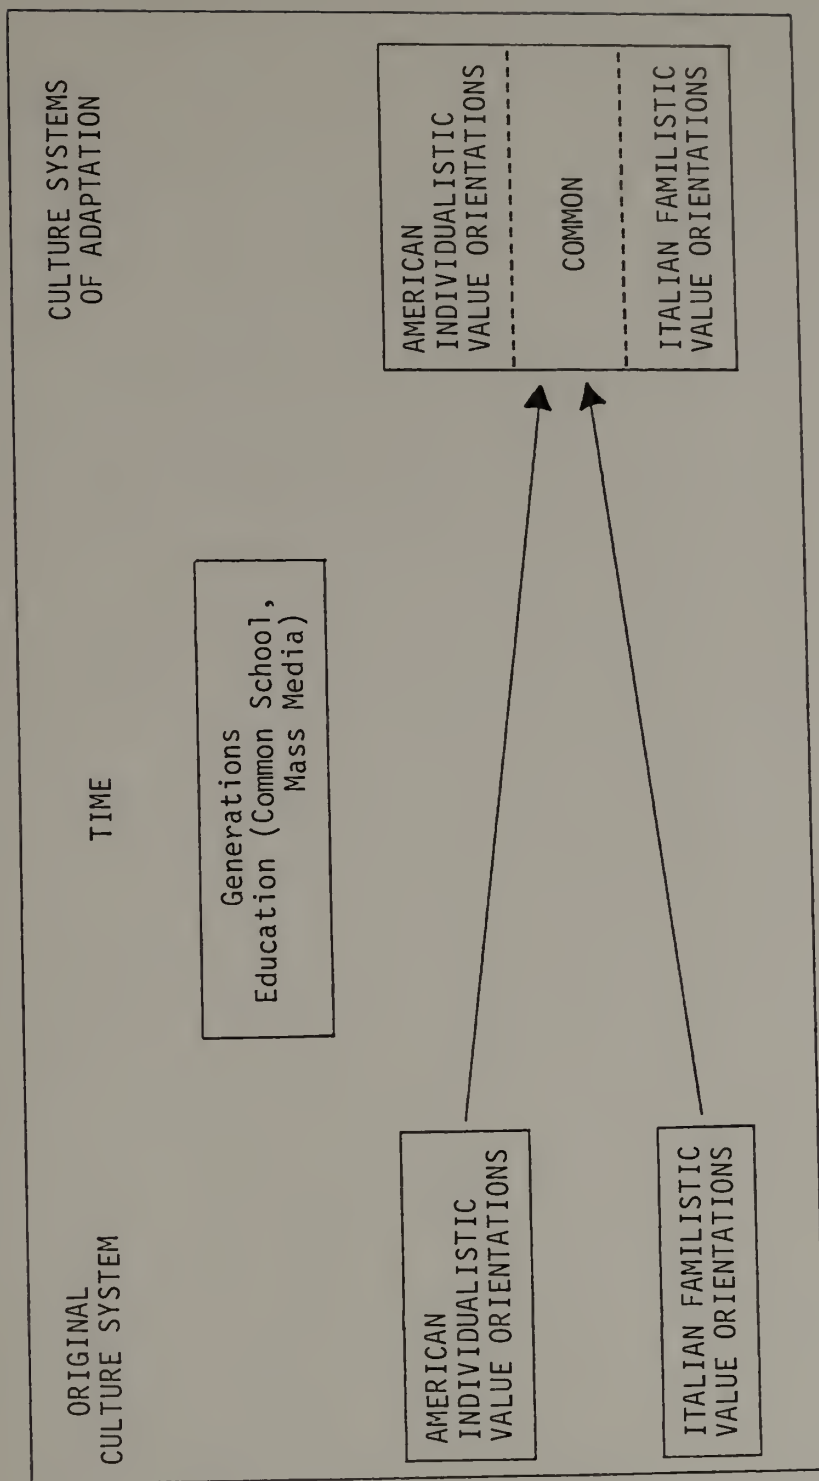 ORIGINAL
CULTURE SYSTEM
TIME
CULTURE SYSTEMS
OF ADAPTATION
Generations
Education (Common School,
Mass Media)
AMERICAN
INDIVIDUALISTIC
VALUE ORIENTATIONS
ITALIAN FAMILISTIC
VALUE ORIENTATIONS
AMERICAN
INDIVIDUALISTIC
VALUE ORIENTATIONS
COMMON
ITALIAN FAMILISTIC
VALUE ORIENTATIONS